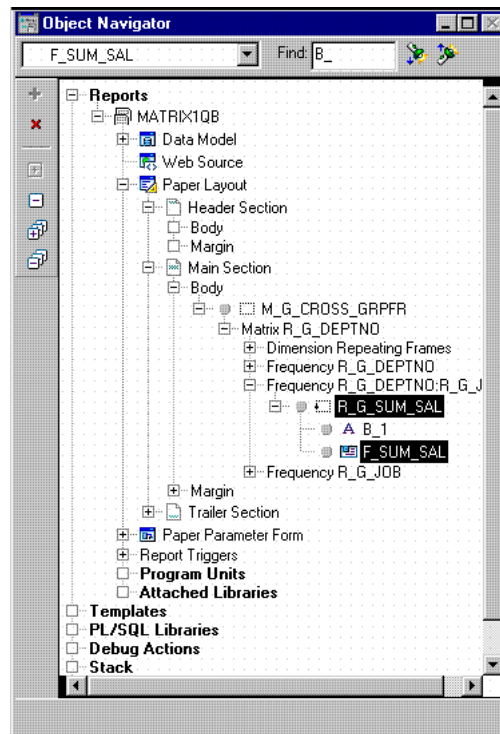 Object Navigator
F_SUM_SAL Find: B_
Reports
MATRIX1QB
Data Model
Web Source
Paper Layout
Header Section
Body
Margin
Main Section
Body
M_G_CROSS_GRPFR
Matrix R_G_DEPTNO
Dimension Repeating Frames
Frequency R_G_DEPTNO
Frequency R_G_DEPTNO:R_G_J
R_G_SUM_SAL
A B_1
F_SUM_SAL
Frequency R_G_JOB
Margin
Trailer Section
Paper Parameter Form
Report Triggers
Program Units
Attached Libraries
Templates
PL/SQL Libraries
Debug Actions
Stack